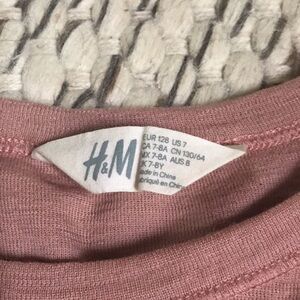 H&M
EUR 128 US 7
CA 7-8A CN 130/64
MX 7-8A AUS 8
UK 7-8Y
Made in China
Fabriqué en Chine